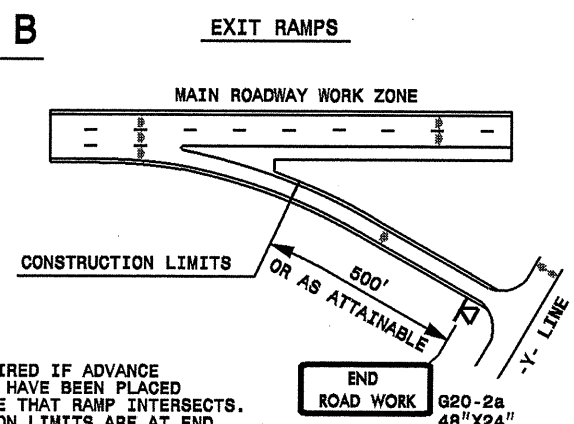 B
EXIT RAMPS
MAIN ROADWAY WORK ZONE
CONSTRUCTION LIMITS
500'
OR AS ATTAINABLE
-Y- LINE
IRED IF ADVANCE
HAVE BEEN PLACED
E THAT RAMP INTERSECTS.
ON LIMITS ARE AT END
END
ROAD WORK
G20-2a
48"X24"